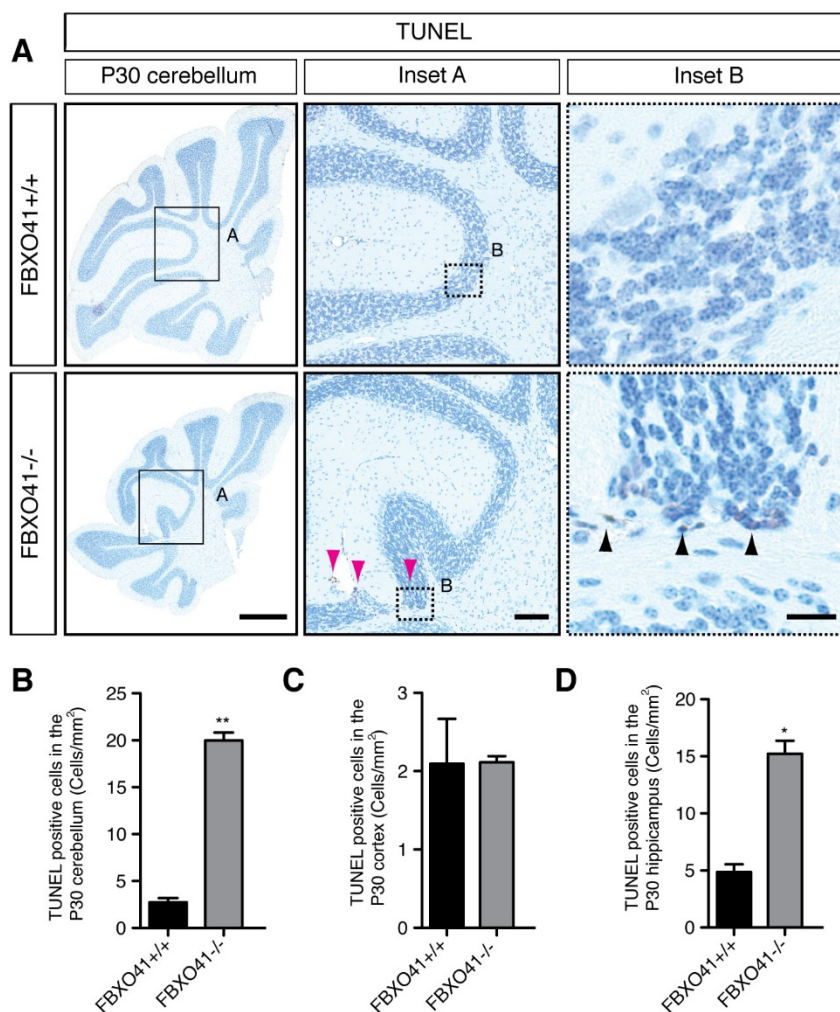 TUNEL
A
P30 cerebellum
Inset A
Inset B
FBXO41+/+
A
B
FBXO41-/-
A
B
B
TUNEL positive cells in the
P30 cerebellum (Cells/mm²)
25
20
15
10
5
0
**
FBXO41+/+
FBXO41-/-
C
TUNEL positive cells in the
P30 cortex (Cells/mm²)
3
2
1
0
FBXO41+/+
FBXO41-/-
D
TUNEL positive cells in the
P30 hippicampus (Cells/mm²)
20
15
10
5
0
*
FBXO41+/+
FBXO41-/-